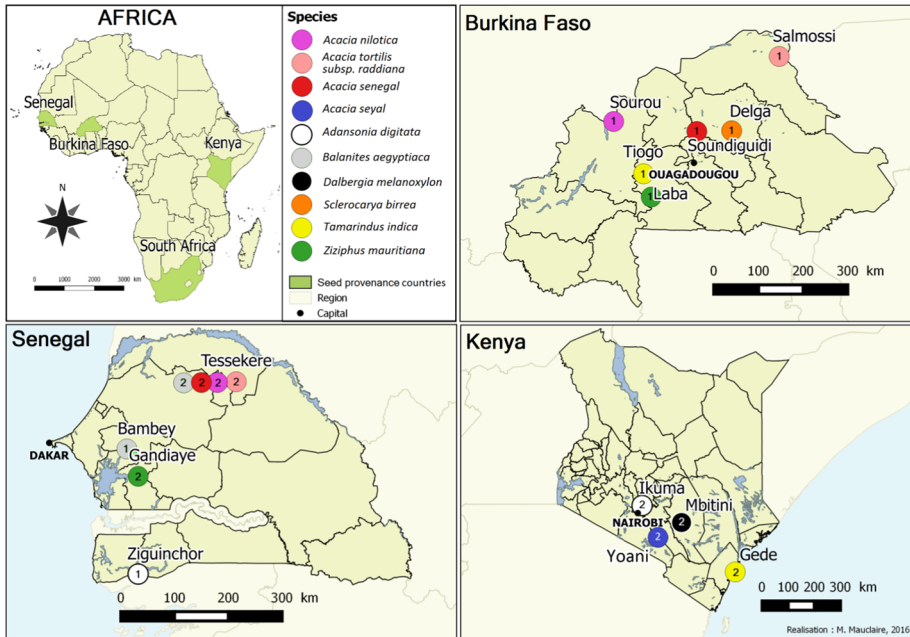 AFRICA
Senegal
Burkina Faso
Kenya
South Africa
N
0 1000 2000 3000 km
Species
Acacia nilotica
Acacia tortilis
subsp. raddiana
Acacia senegal
Acacia seyal
Adansonia digitata
Balanites aegyptiaca
Dalbergia melanoxylon
Sclerocarya birrea
Tamarindus indica
Ziziphus mauritiana
Seed provenance countries
Region
Capital
Burkina Faso
Salmossi
1
Sourou
1
Delga
1 1
Soundiguidi
Tiogo
1 OUAGADOUGOU
1 Laba
0 100 200 300 km
Senegal
Tessekere
2 2 2 2
Bambey
DAKAR
1
Gandiaye
2
Ziguinchor
1
0 100 200 300 km
Kenya
Ikuma
2 Mbitini
NAIROBI 2
2
Yoani
Gede
2
0 100 200 300 km
Realisation : M. Mauclaire, 2016